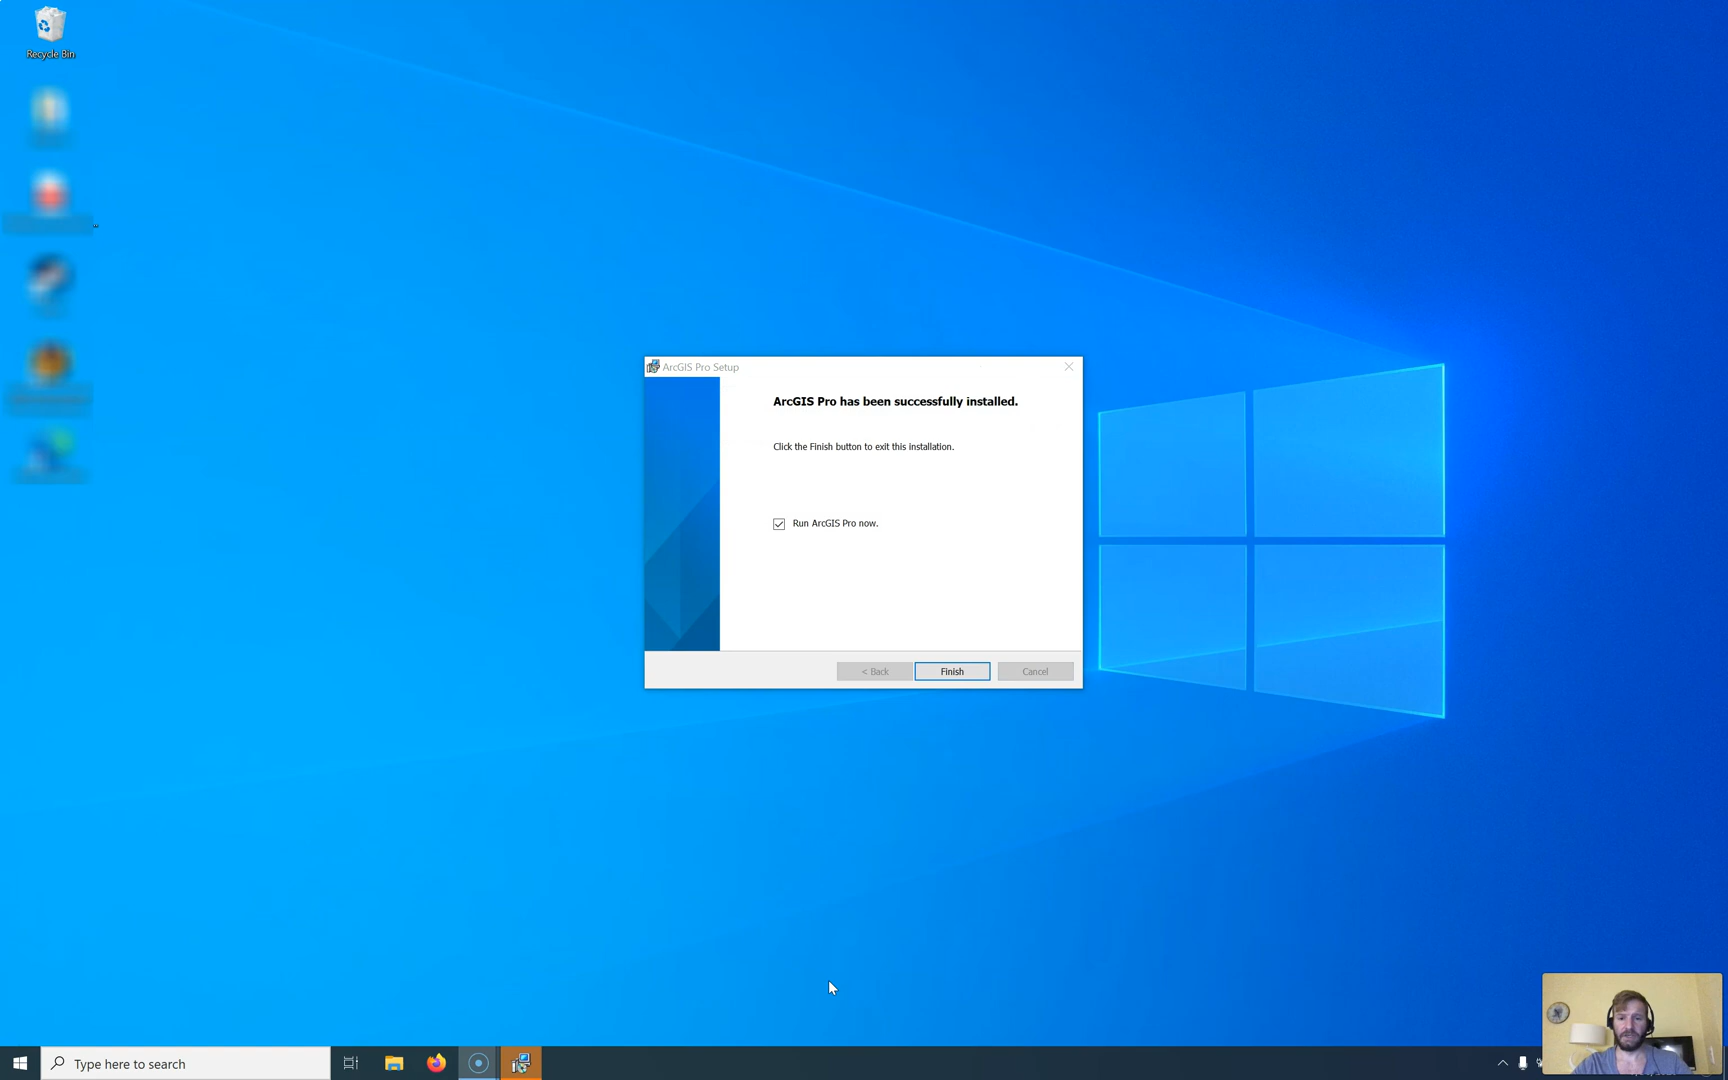 Recycle Bin
ArcGIS Pro Setup
ArcGIS Pro has been successfully installed.
Click the Finish button to exit this installation.
Run ArcGIS Pro now.
< Back
Finish
Cancel
Type here to search